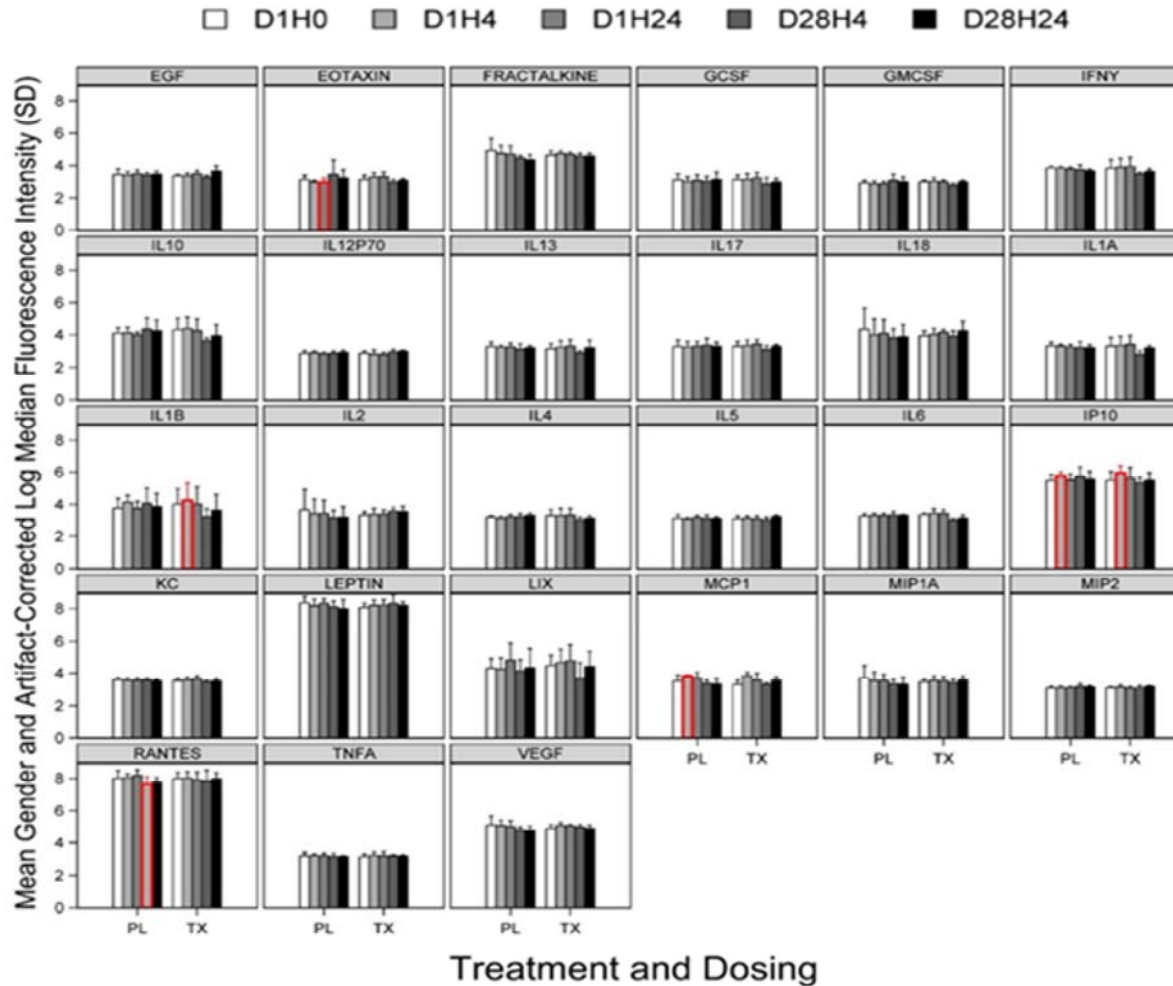 D1H0 D1H4 D1H24 D28H4 D28H24
Mean Gender and Artifact-Corrected Log Median Fluorescence Intensity (SD)
EGF EOTAXIN FRACTALKINE GCSF GMCSF IFNY
8
6
4
2
0
IL10 IL12P70 IL13 IL17 IL18 IL1A
8
6
4
2
0
IL1B IL2 IL4 IL5 IL6 IP10
8
6
4
2
0
KC LEPTIN LIX MCP1 MIP1A MIP2
8
6
4
2
0
PL TX PL TX PL TX
RANTES TNFA VEGF
8
6
4
2
0
PL TX PL TX PL TX
Treatment and Dosing